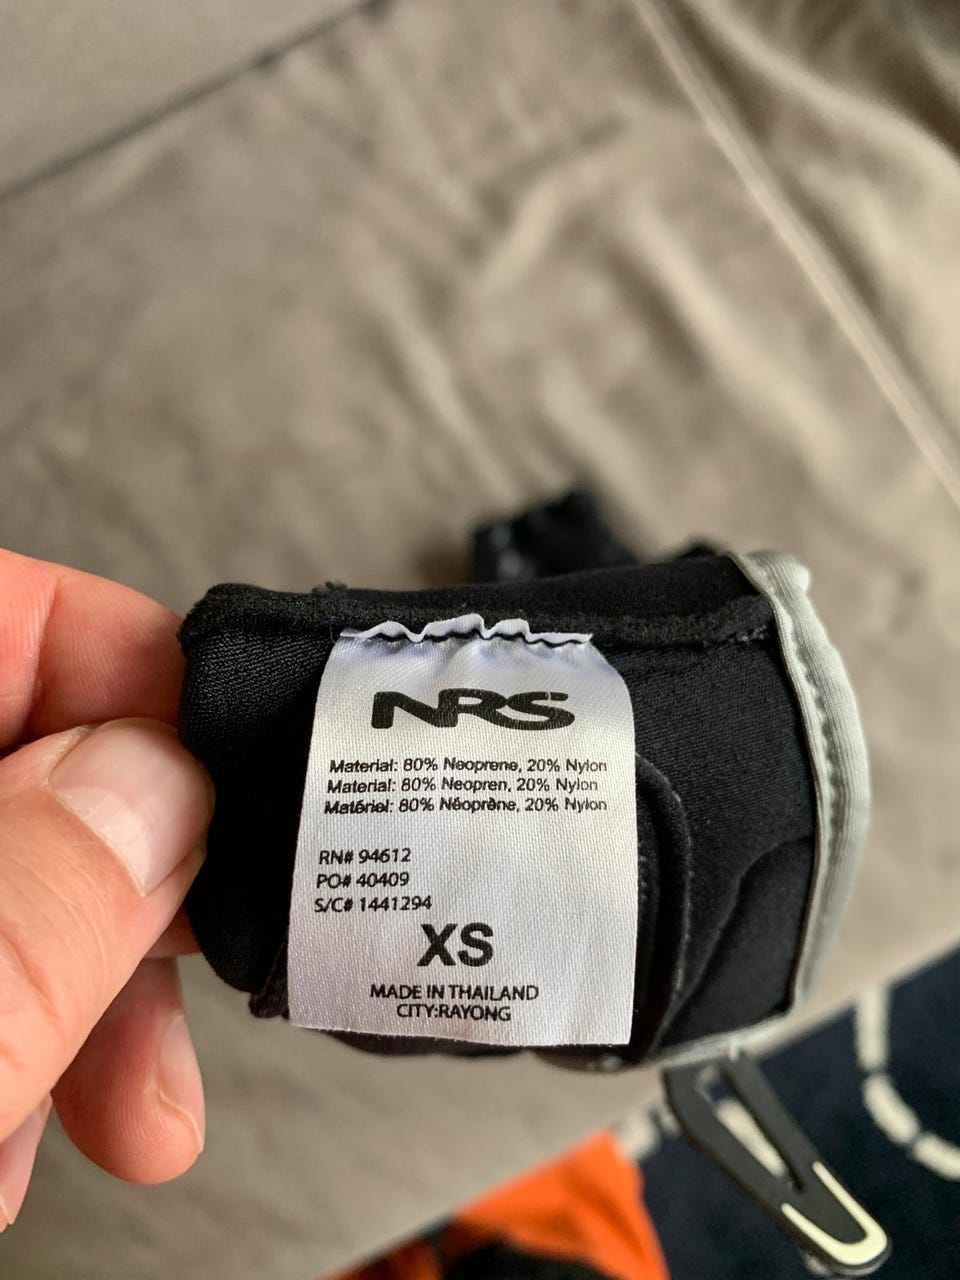 NRS
Material: 80% Neoprene, 20% Nylon
Material: 80% Neopren, 20% Nylon
Matériel: 80% Néoprène, 20% Nylon
RN# 94612
PO# 40409
S/C# 1441294
XS
MADE IN THAILAND
CITY:RAYONG